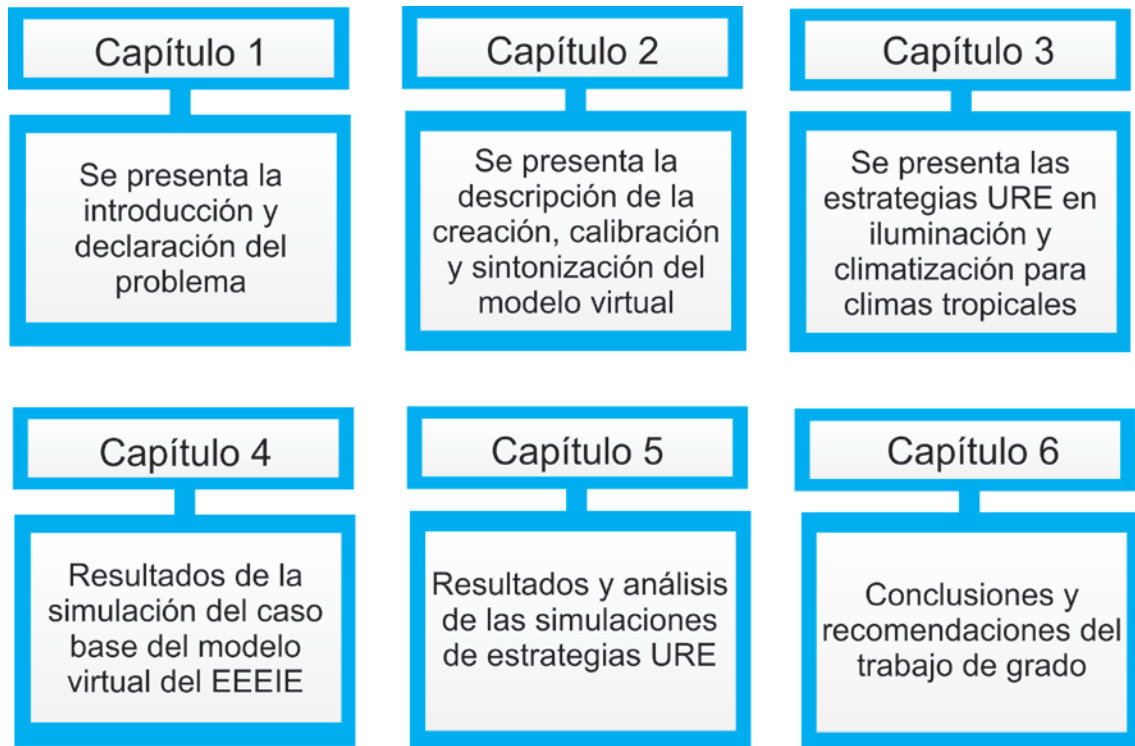 Capítulo 1
Se presenta la
introducción y
declaración del
problema
Capítulo 2
Se presenta la
descripción de la
creación, calibración
y sintonización del
modelo virtual
Capítulo 3
Se presenta las
estrategias URE en
iluminación y
climatización para
climas tropicales
Capítulo 4
Resultados de la
simulación del caso
base del modelo
virtual del EEEIE
Capítulo 5
Resultados y análisis
de las simulaciones
de estrategias URE
Capítulo 6
Conclusiones y
recomendaciones del
trabajo de grado